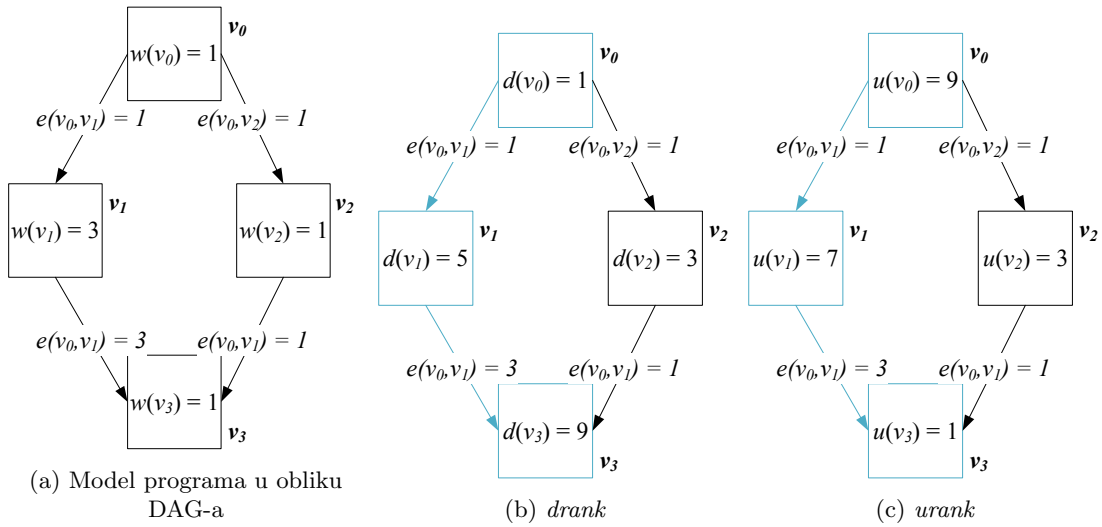 v₀
w(v₀) = 1
e(v₀,v₁) = 1
e(v₀,v₂) = 1
v₁
w(v₁) = 3
v₂
w(v₂) = 1
e(v₀,v₁) = 3
e(v₀,v₁) = 1
w(v₃) = 1
v₃
(a) Model programa u obliku
DAG-a
v₀
d(v₀) = 1
e(v₀,v₁) = 1
e(v₀,v₂) = 1
v₁
d(v₁) = 5
v₂
d(v₂) = 3
e(v₀,v₁) = 3
e(v₀,v₁) = 1
d(v₃) = 9
v₃
(b) drank
v₀
u(v₀) = 9
e(v₀,v₁) = 1
e(v₀,v₂) = 1
v₁
u(v₁) = 7
v₂
u(v₂) = 3
e(v₀,v₁) = 3
e(v₀,v₁) = 1
u(v₃) = 1
v₃
(c) urank